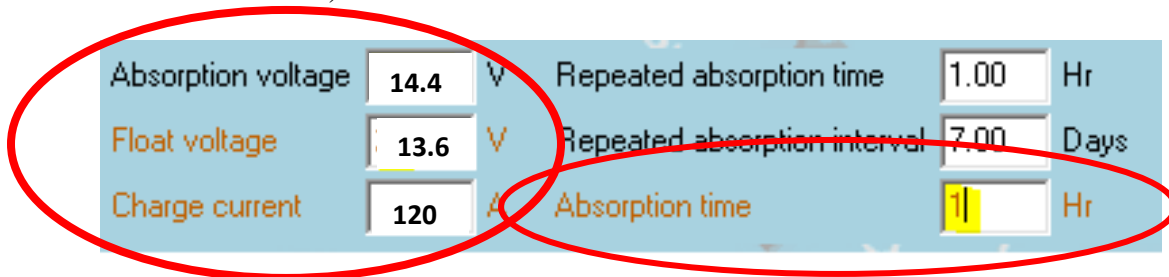 Absorption voltage 14.4 V Repeated absorption time 1.00 Hr
Float voltage 13.6 V Repeated absorption interval 7.00 Days
Charge current 120 A Absorption time 1 Hr